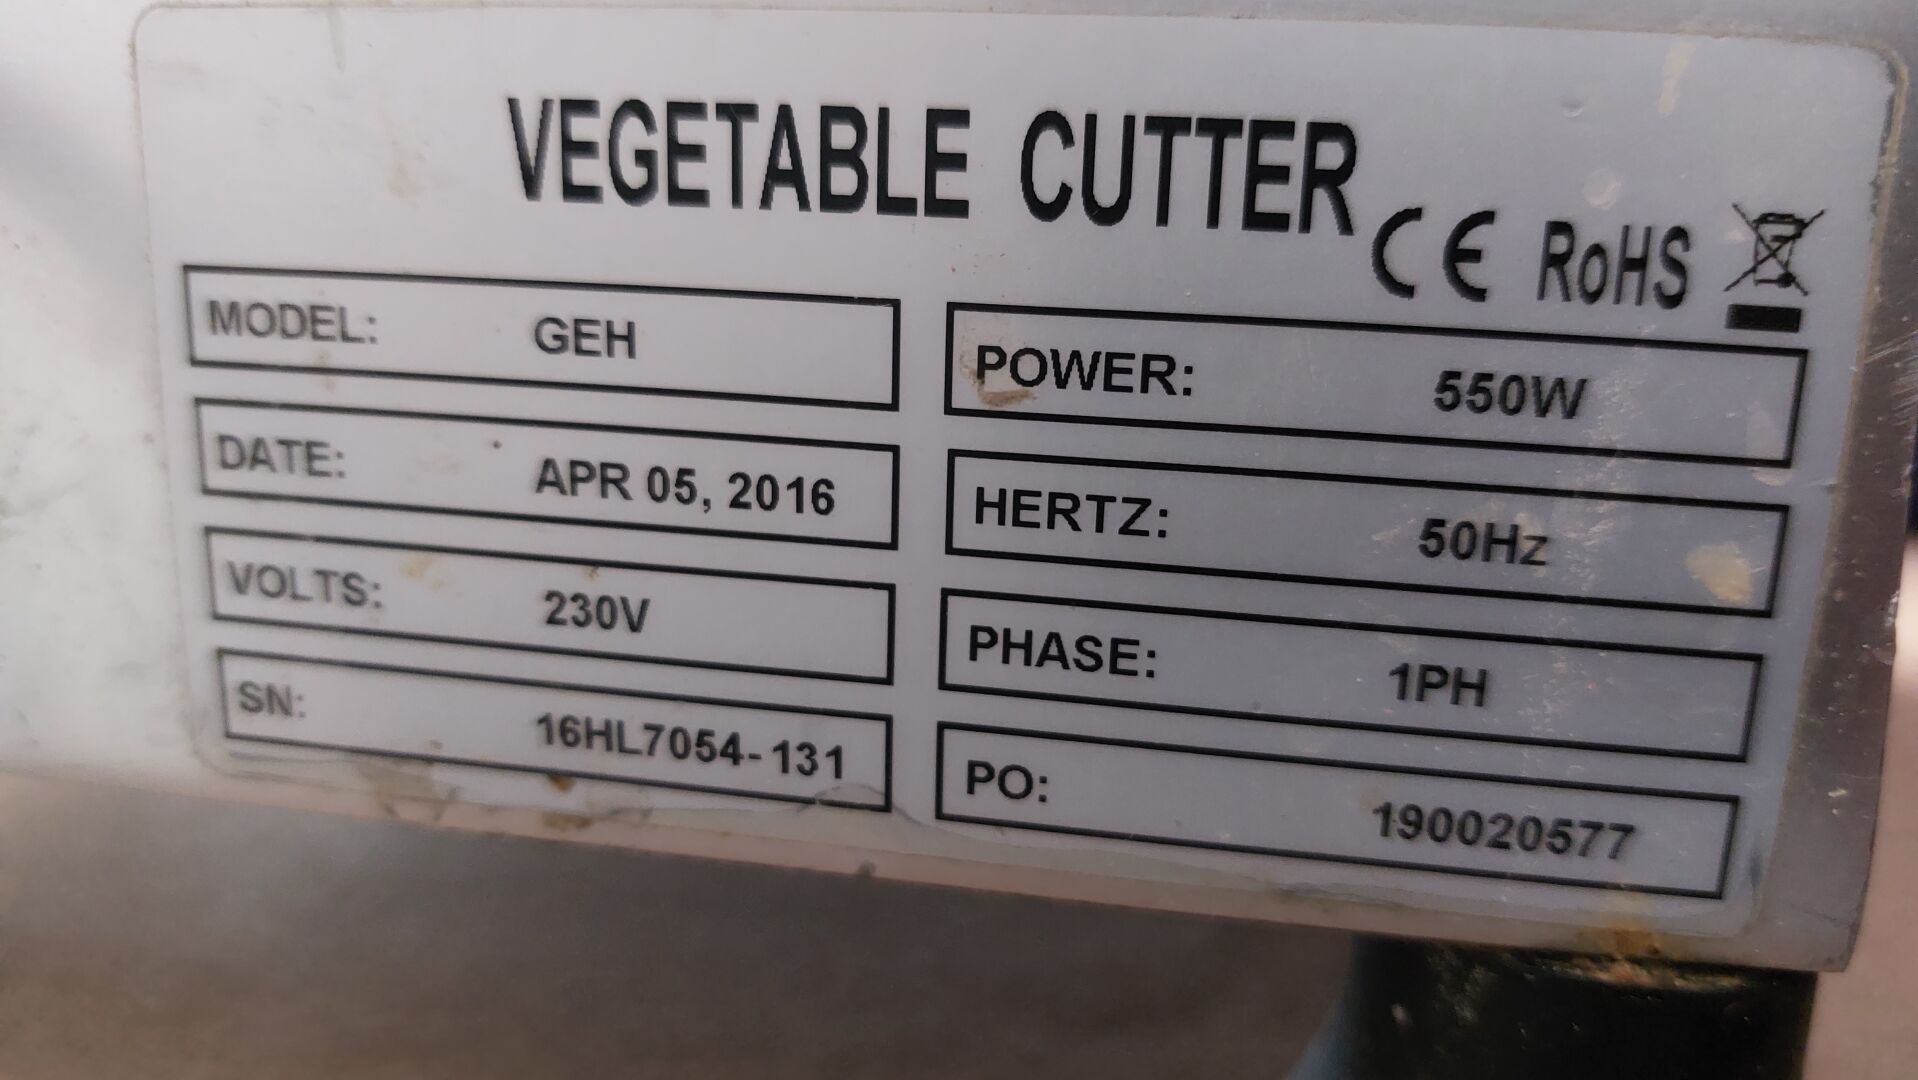 VEGETABLE CUTTER
CE RoHS
MODEL: GEH
POWER: 550W
DATE: APR 05, 2016
HERTZ: 50Hz
VOLTS: 230V
PHASE: 1PH
SN: 16HL7054-131
PO: 190020577